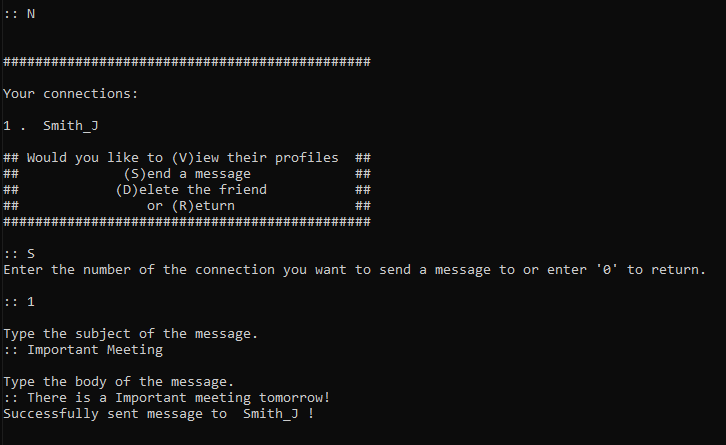 :: N
##############################################
Your connections:
1 .  Smith_J
## Would you like to (V)iew their profiles  ##
##             (S)end a message             ##
##            (D)elete the friend           ##
##                or (R)eturn               ##
##############################################
:: S
Enter the number of the connection you want to send a message to or enter '0' to return.
:: 1
Type the subject of the message.
:: Important Meeting
Type the body of the message.
:: There is a Important meeting tomorrow!
Successfully sent message to  Smith_J !